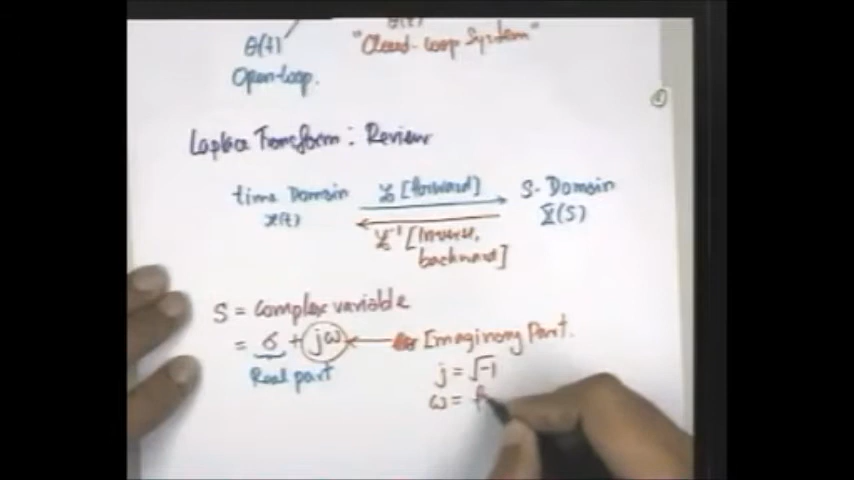 θ(t)
θ(t)
"Closed-loop System"
Open-loop.
Laplace Transform: Review
time Domain ℒ [forward] S-Domain
x(t) X(S)
ℒ⁻¹ [Inverse,
backward]
S = Complex variable
= σ + jω Imaginary Part.
Real part
j = √-1
ω = f